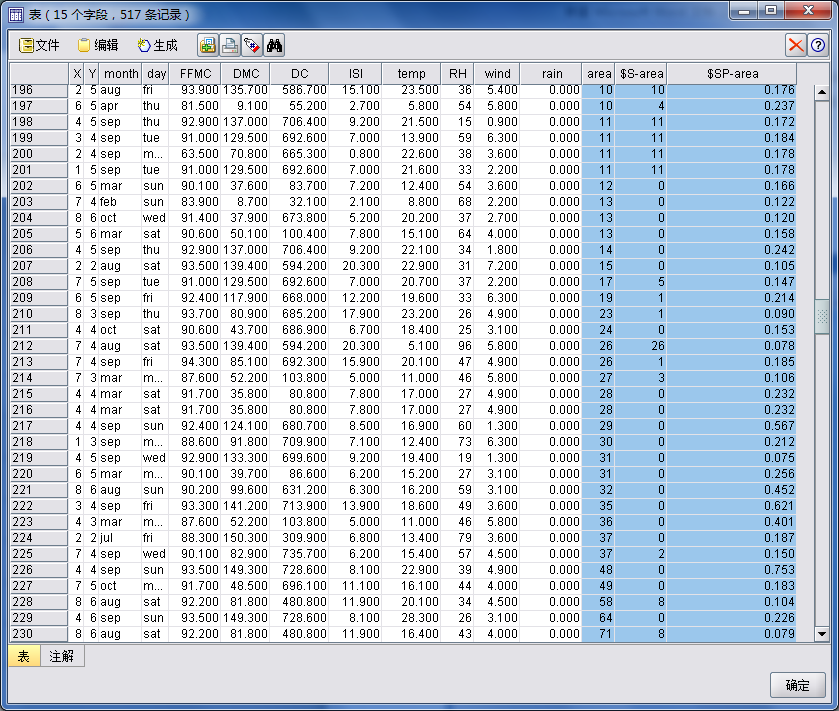 表 ( 15 个字段，517 条记录 )
文件 编辑 生成
X Y month day FFMC DMC DC ISI temp RH wind rain area $S-area $SP-area
196 2 5 aug fri 93.900 135.700 586.700 15.100 23.500 36 5.400 0.000 10 10 0.176
197 6 5 apr thu 81.500 9.100 55.200 2.700 5.800 54 5.800 0.000 10 4 0.237
198 4 5 sep thu 92.900 137.000 706.400 9.200 21.500 15 0.900 0.000 11 11 0.172
199 3 4 sep tue 91.000 129.500 692.600 7.000 13.900 59 6.300 0.000 11 11 0.184
200 2 4 sep m... 63.500 70.800 665.300 0.800 22.600 38 3.600 0.000 11 11 0.178
201 1 5 sep tue 91.000 129.500 692.600 7.000 21.600 33 2.200 0.000 11 11 0.178
202 6 5 mar sun 90.100 37.600 83.700 7.200 12.400 54 3.600 0.000 12 0 0.166
203 7 4 feb sun 83.900 8.700 32.100 2.100 8.800 68 2.200 0.000 13 0 0.122
204 8 6 oct wed 91.400 37.900 673.800 5.200 20.200 37 2.700 0.000 13 0 0.120
205 5 6 mar sat 90.600 50.100 100.400 7.800 15.100 64 4.000 0.000 13 0 0.158
206 4 5 sep thu 92.900 137.000 706.400 9.200 22.100 34 1.800 0.000 14 0 0.242
207 2 2 aug sat 93.500 139.400 594.200 20.300 22.900 31 7.200 0.000 15 0 0.105
208 7 5 sep tue 91.000 129.500 692.600 7.000 20.700 37 2.200 0.000 17 5 0.147
209 6 5 sep fri 92.400 117.900 668.000 12.200 19.600 33 6.300 0.000 19 1 0.214
210 8 3 sep thu 93.700 80.900 685.200 17.900 23.200 26 4.900 0.000 23 1 0.090
211 4 4 oct sat 90.600 43.700 686.900 6.700 18.400 25 3.100 0.000 24 0 0.153
212 7 4 aug sat 93.500 139.400 594.200 20.300 5.100 96 5.800 0.000 26 26 0.078
213 7 4 sep fri 94.300 85.100 692.300 15.900 20.100 47 4.900 0.000 26 1 0.185
214 7 3 mar m... 87.600 52.200 103.800 5.000 11.000 46 5.800 0.000 27 3 0.106
215 4 4 mar sat 91.700 35.800 80.800 7.800 17.000 27 4.900 0.000 28 0 0.232
216 4 4 mar sat 91.700 35.800 80.800 7.800 17.000 27 4.900 0.000 28 0 0.232
217 4 4 sep sun 92.400 124.100 680.700 8.500 16.900 60 1.300 0.000 29 0 0.567
218 1 3 sep m... 88.600 91.800 709.900 7.100 12.400 73 6.300 0.000 30 0 0.212
219 4 5 sep wed 92.900 133.300 699.600 9.200 19.400 19 1.300 0.000 31 0 0.075
220 6 5 mar m... 90.100 39.700 86.600 6.200 15.200 27 3.100 0.000 31 0 0.256
221 8 6 aug sun 90.200 99.600 631.200 6.300 16.200 59 3.100 0.000 32 0 0.452
222 3 4 sep fri 93.300 141.200 713.900 13.900 18.600 49 3.600 0.000 35 0 0.621
223 4 3 mar m... 87.600 52.200 103.800 5.000 11.000 46 5.800 0.000 36 0 0.401
224 2 2 jul fri 88.300 150.300 309.900 6.800 13.400 79 3.600 0.000 37 0 0.187
225 7 4 sep wed 90.100 82.900 735.700 6.200 15.400 57 4.500 0.000 37 2 0.150
226 4 4 sep sun 93.500 149.300 728.600 8.100 22.900 39 4.900 0.000 48 0 0.753
227 7 5 oct m... 91.700 48.500 696.100 11.100 16.100 44 4.000 0.000 49 0 0.183
228 8 6 aug sat 92.200 81.800 480.800 11.900 20.100 34 4.500 0.000 58 8 0.104
229 4 6 sep sun 93.500 149.300 728.600 8.100 28.300 26 3.100 0.000 64 0 0.226
230 8 6 aug sat 92.200 81.800 480.800 11.900 16.400 43 4.000 0.000 71 8 0.079
表 注解
确定